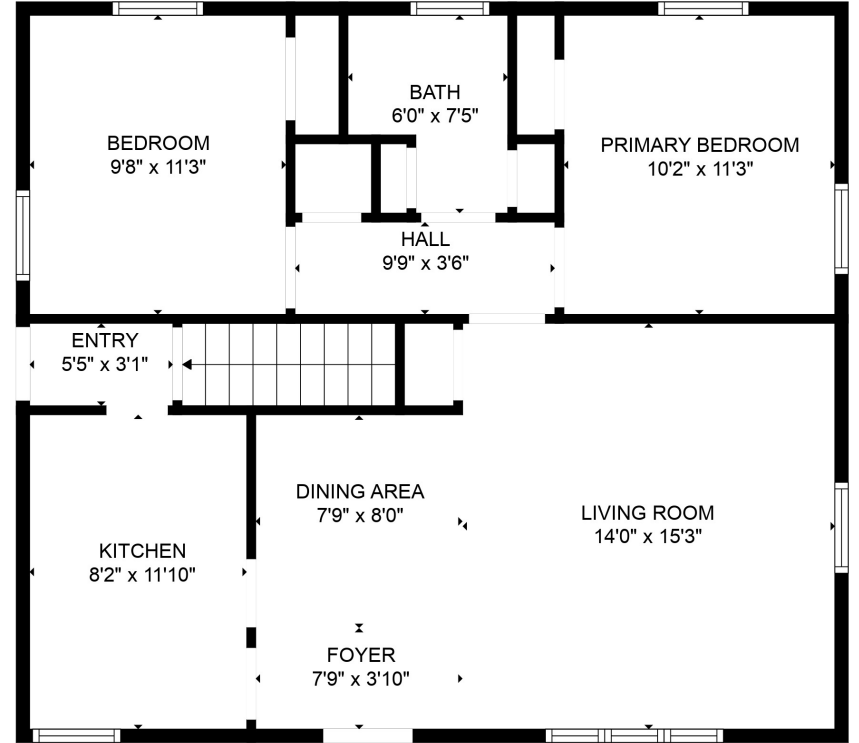 BATH
6'0" x 7'5"
BEDROOM
9'8" x 11'3"
PRIMARY BEDROOM
10'2" x 11'3"
HALL
9'9" x 3'6"
ENTRY
5'5" x 3'1"
DINING AREA
7'9" x 8'0"
LIVING ROOM
14'0" x 15'3"
KITCHEN
8'2" x 11'10"
FOYER
7'9" x 3'10"